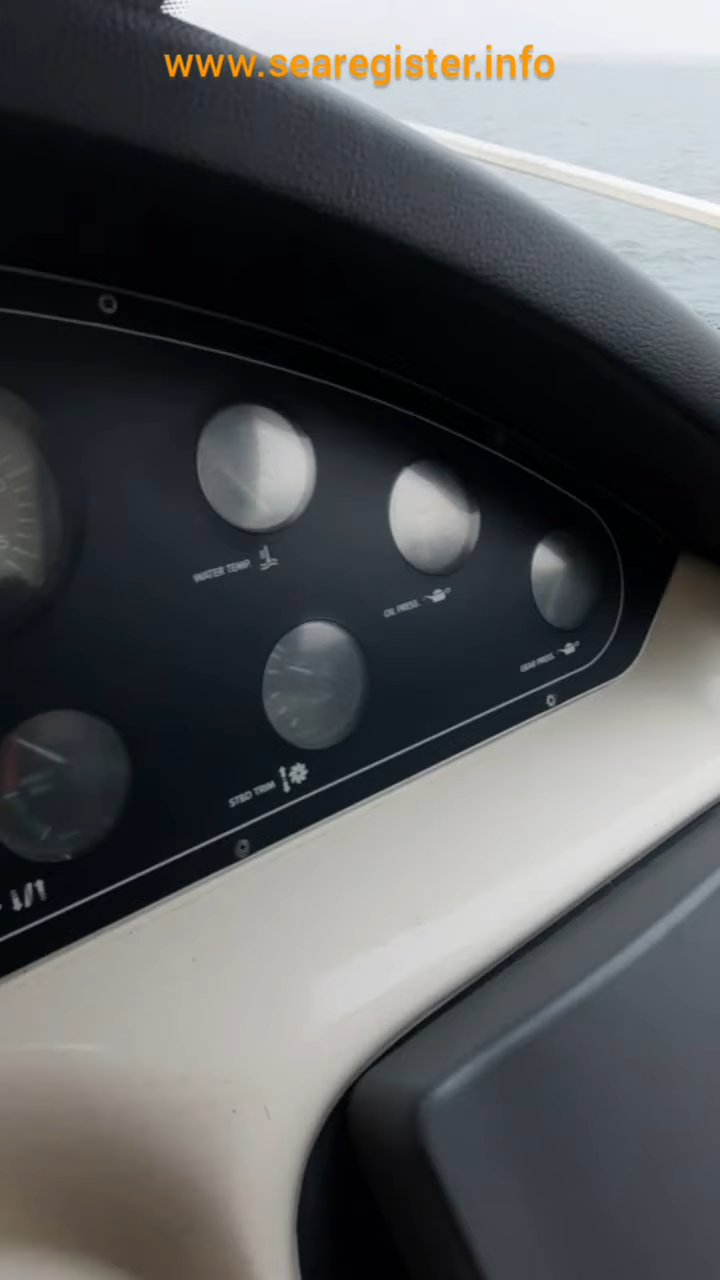 www.searegister.info
WATER TEMP.
OIL PRESS.
GEAR PRESS.
STBD TRIM